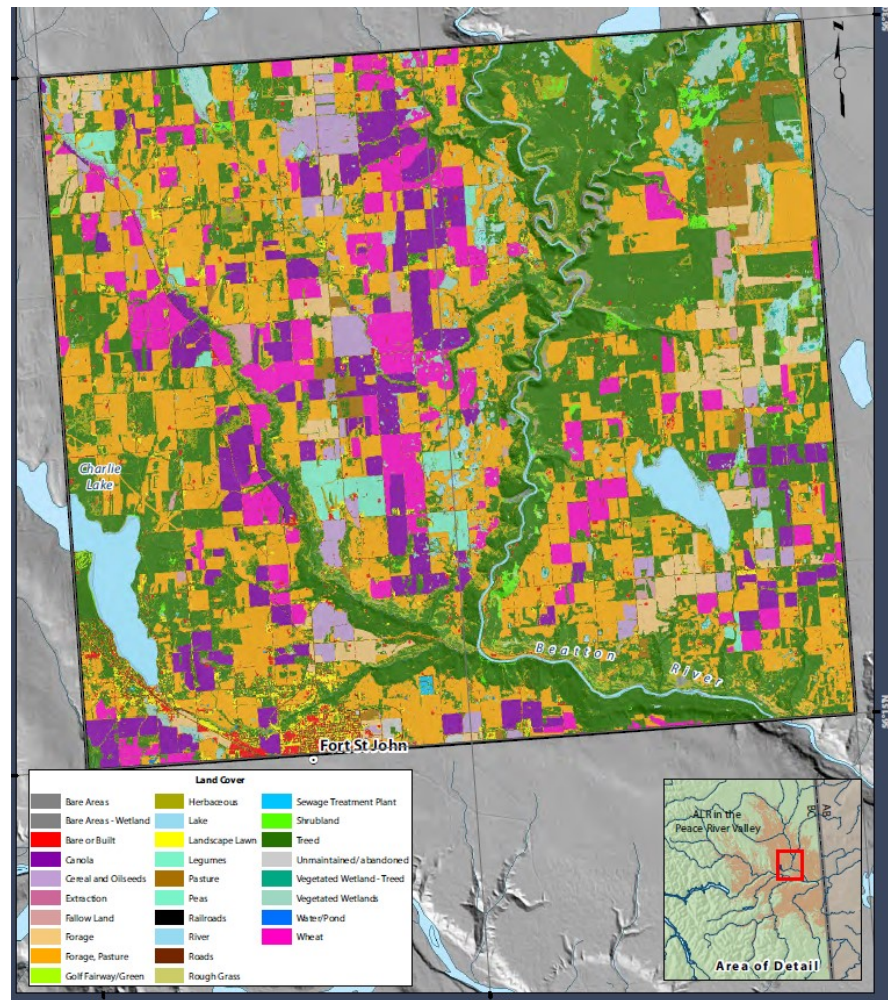 N
Charlie
Lake
Beatton
River
Fort St John
Land Cover
Bare Areas
Bare Areas - Wetland
Bare or Built
Canola
Cereal and Oilseeds
Extraction
Fallow Land
Forage
Forage, Pasture
Golf Fairway/Green
Herbaceous
Lake
Landscape Lawn
Legumes
Pasture
Peas
Railroads
River
Roads
Rough Grass
Sewage Treatment Plant
Shrubland
Treed
Unmaintained/abandoned
Vegetated Wetland - Treed
Vegetated Wetlands
Water/Pond
Wheat
ALR in the
Peace River Valley
BC
AB
Area of Detail